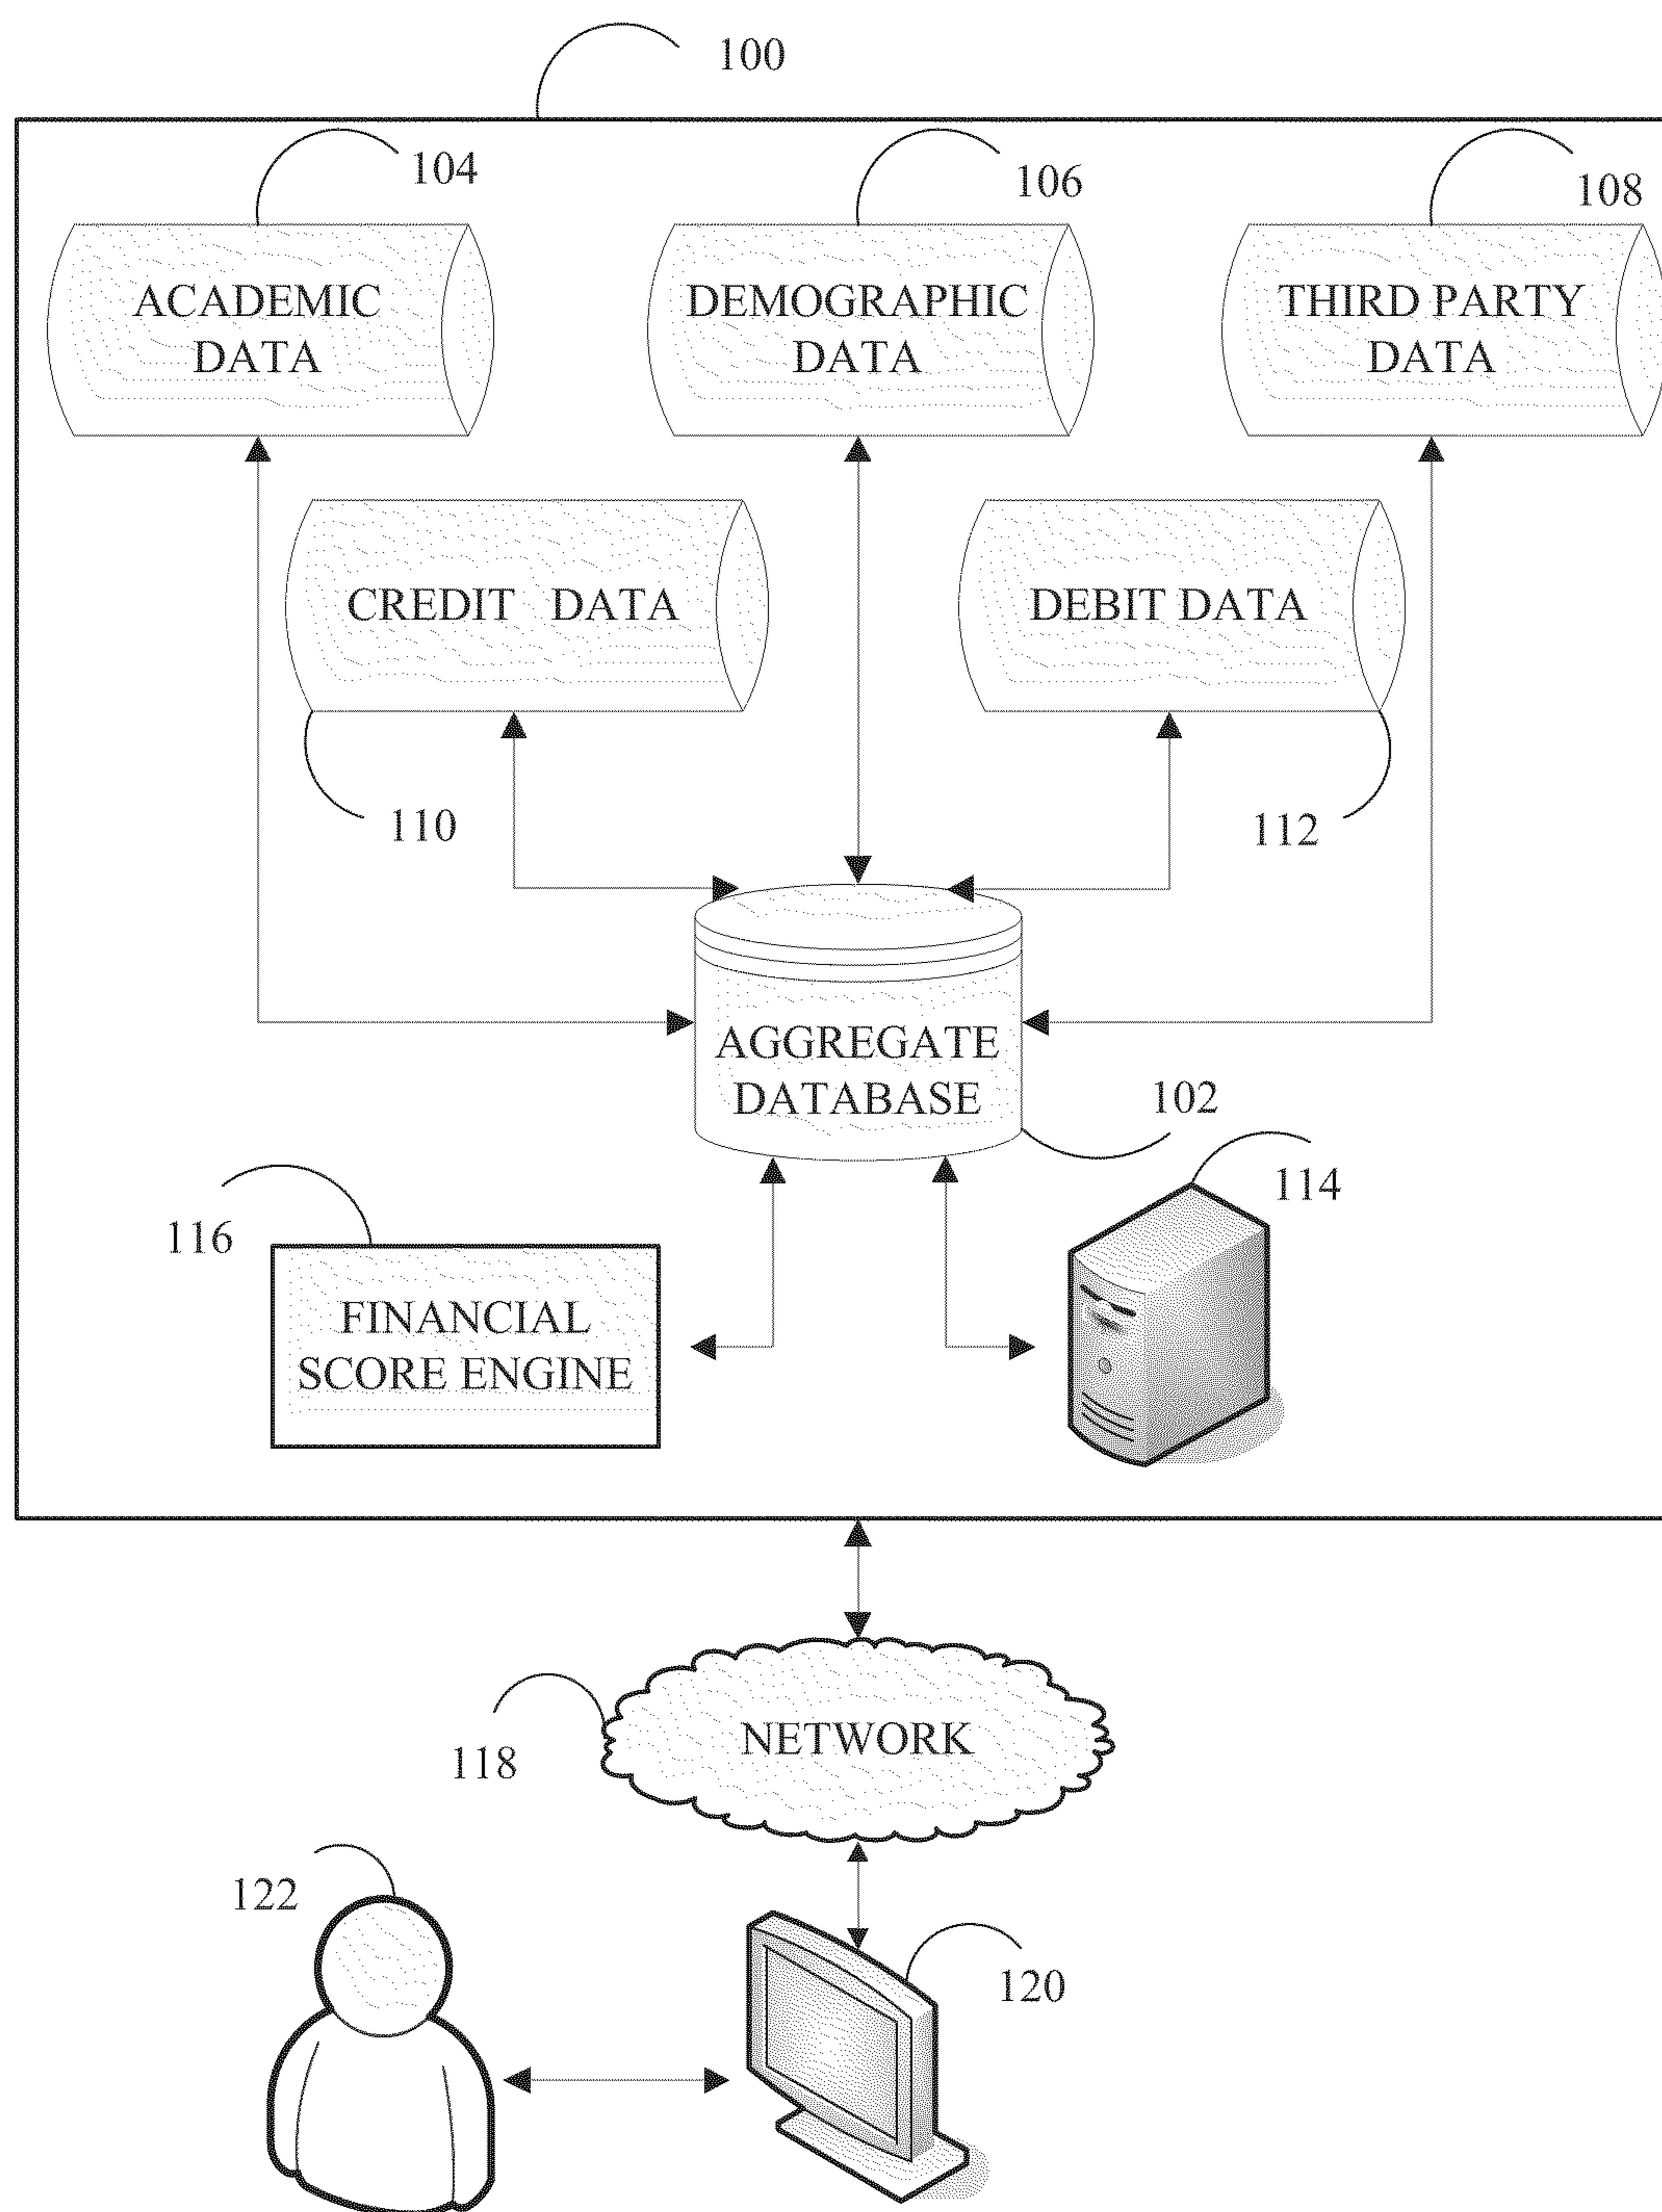 100
104
106
108
ACADEMIC
DATA
DEMOGRAPHIC
DATA
THIRD PARTY
DATA
CREDIT DATA
DEBIT DATA
110
112
AGGREGATE
DATABASE
102
114
116
FINANCIAL
SCORE ENGINE
NETWORK
118
122
120